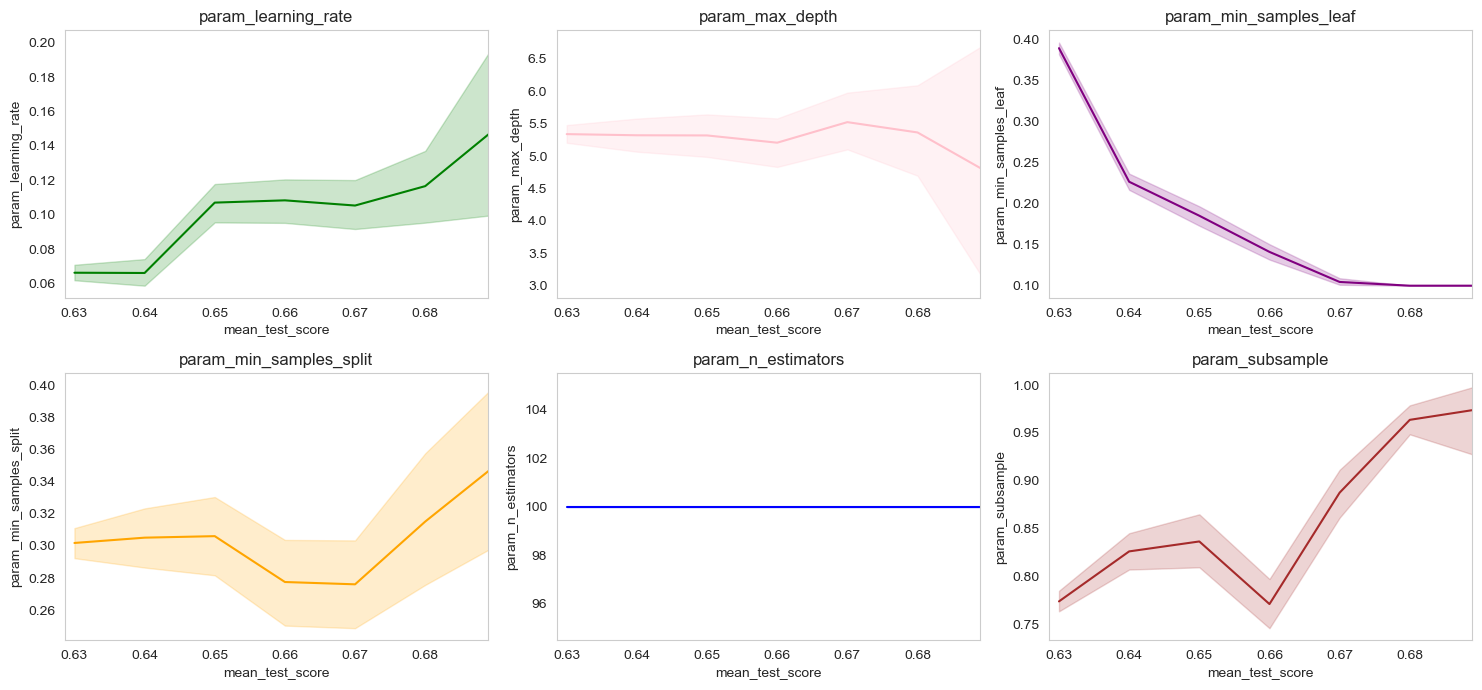 param_learning_rate
param_learning_rate
0.20
0.18
0.16
0.14
0.12
0.10
0.08
0.06
0.63 0.64 0.65 0.66 0.67 0.68
mean_test_score
param_max_depth
param_max_depth
6.5
6.0
5.5
5.0
4.5
4.0
3.5
3.0
0.63 0.64 0.65 0.66 0.67 0.68
mean_test_score
param_min_samples_leaf
param_min_samples_leaf
0.40
0.35
0.30
0.25
0.20
0.15
0.10
0.63 0.64 0.65 0.66 0.67 0.68
mean_test_score
param_min_samples_split
param_min_samples_split
0.40
0.38
0.36
0.34
0.32
0.30
0.28
0.26
0.63 0.64 0.65 0.66 0.67 0.68
mean_test_score
param_n_estimators
param_n_estimators
104
102
100
98
96
0.63 0.64 0.65 0.66 0.67 0.68
mean_test_score
param_subsample
param_subsample
1.00
0.95
0.90
0.85
0.80
0.75
0.63 0.64 0.65 0.66 0.67 0.68
mean_test_score